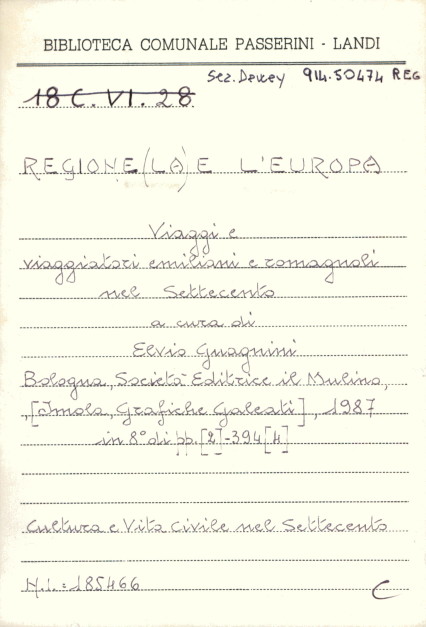 BIBLIOTECA COMUNALE PASSERINI - LANDI
Sez. Dewey 914.50474 REG
18 C. VI. 28
REGIONE (LA) E L'EUROPA
Viaggi e
viaggiatori emiliani e romagnoli
nel Settecento
a cura di
Elvio Guagnini
Bologna, Società Editrice il Mulino,
,[Imola, Grafiche Galeati], 1987
in 8° di pp. [2]-394[4]
Cultura e Vita Civile nel Settecento
N.i.=185466
C